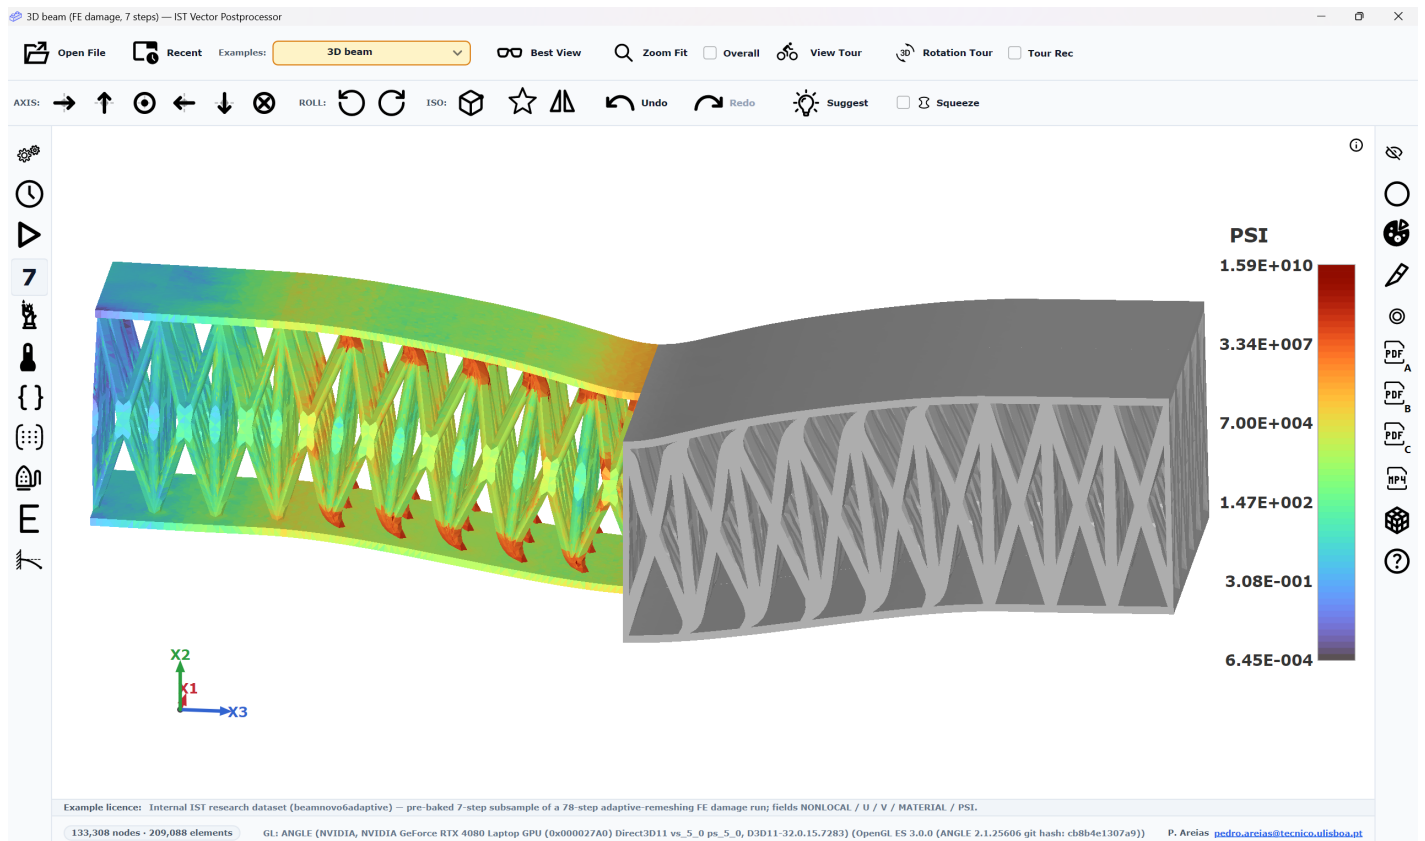 3D beam (FE damage, 7 steps) — IST Vector Postprocessor
Open File
Recent
Examples:
3D beam
Best View
Zoom Fit
Overall
View Tour
3D
Rotation Tour
Tour Rec
AXIS:
ROLL:
ISO:
Undo
Redo
Suggest
Squeeze
7
E
PSI
1.59E+010
3.34E+007
7.00E+004
1.47E+002
3.08E-001
6.45E-004
PDF A
PDF B
PDF C
MP4
X2
X1
X3
Example licence: Internal IST research dataset (beamnovo6adaptive) — pre-baked 7-step subsample of a 78-step adaptive-remeshing FE damage run; fields NONLOCAL / U / V / MATERIAL / PSI.
133,308 nodes · 209,088 elements
GL: ANGLE (NVIDIA, NVIDIA GeForce RTX 4080 Laptop GPU (0x000027A0) Direct3D11 vs_5_0 ps_5_0, D3D11-32.0.15.7283) (OpenGL ES 3.0.0 (ANGLE 2.1.25606 git hash: cb8b4e1307a9))
P. Areias pedro.areias@tecnico.ulisboa.pt